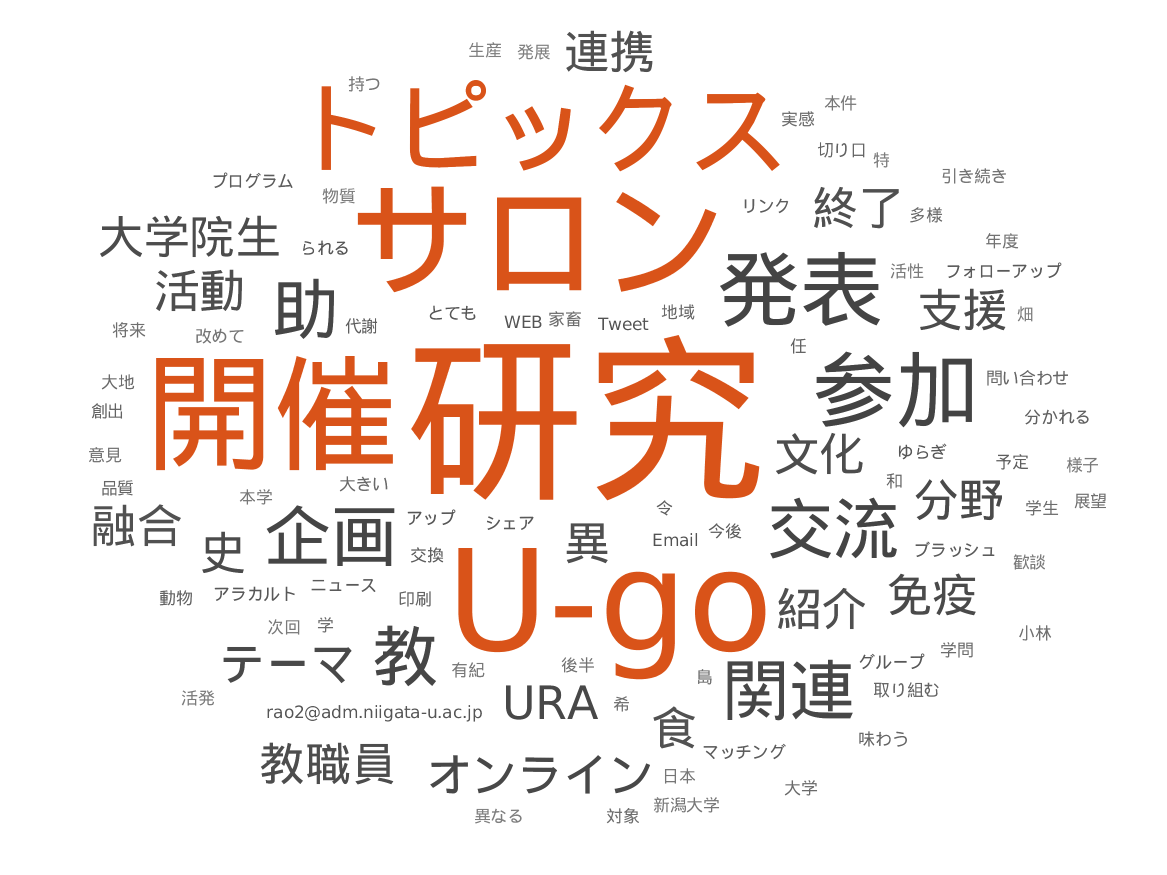 生産 発展 連携
持つ
トピックス
実感 本件
切り口 特
プログラム 物質
サロン
リンク 終了 多様
引き続き
大学院生 られる
年度
活動 助 代謝
とても WEB 家畜 Tweet 地域
発表 活性 フォローアップ
支援 畑
将来 改めて
任
大地 開催 研究 参加 問い合わせ
創出
分かれる
意見
文化 ゆらぎ 予定 様子
品質 本学 大きい
和 分野 学生 展望
融合 史 企画 アップ シェア 異 令 Email 今後 交流
交換
ブラッシュ 歓談
動物 アラカルト ニュース 印刷 U-go 紹介 免疫
次回 学
小林
テーマ 教 有紀 後半 島 関連 グループ 学問
活発
取り組む
rao2@adm.niigata-u.ac.jp URA 希 食
味わう
教職員 オンライン 日本 マッチング
大学
異なる 対象 新潟大学